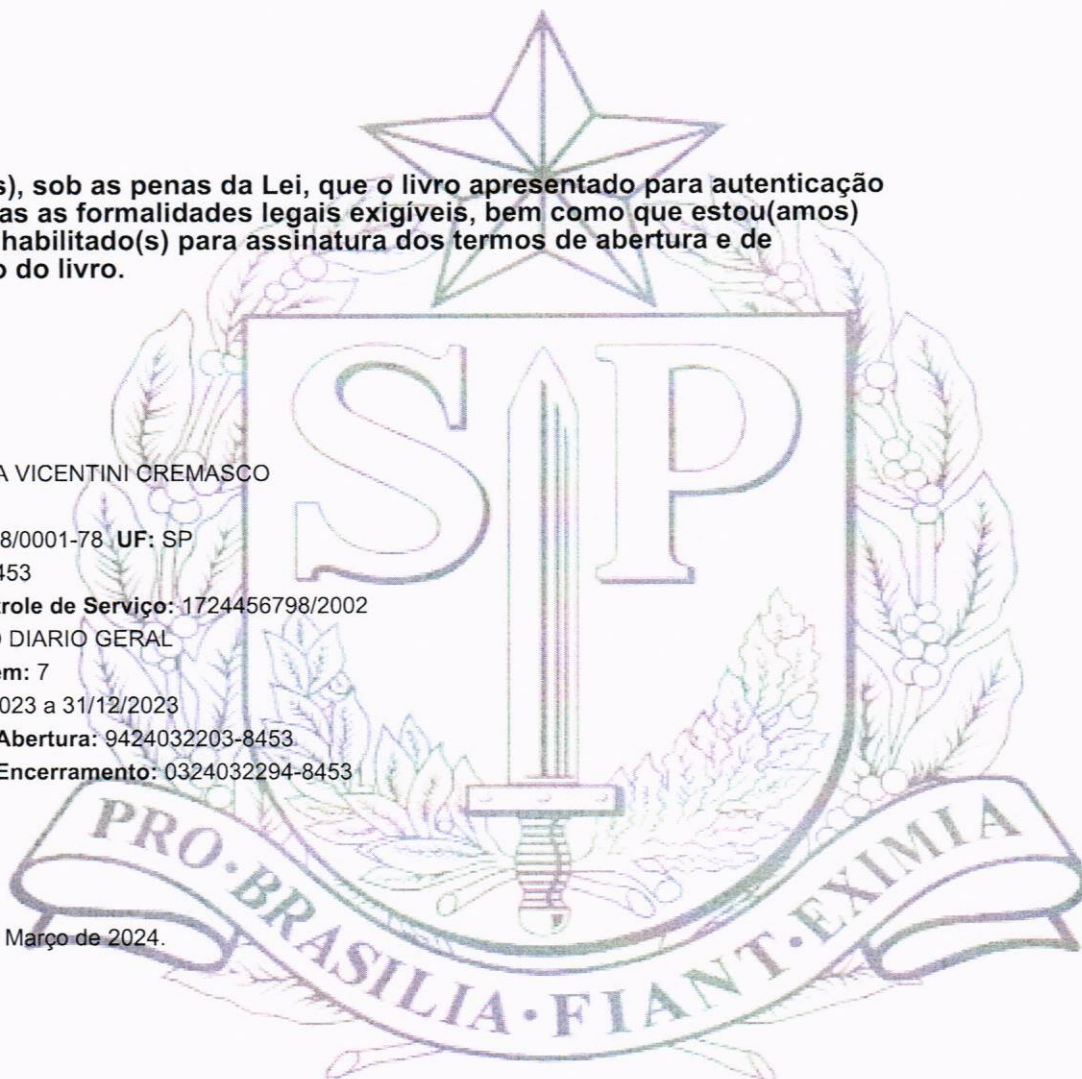 s), sob as penas da Lei, que o livro apresentado para autenticação
as as formalidades legais exigíveis, bem como que estou(amos)
habilitado(s) para assinatura dos termos de abertura e de
o do livro.
A VICENTINI CREMASCO
8/0001-78 UF: SP
453
trole de Serviço: 1724456798/2002
O DIARIO GERAL
em: 7
023 a 31/12/2023
Abertura: 9424032203-8453
Encerramento: 0324032294-8453
Março de 2024.
SP
PRO·BRASILIA·FIANT·EXIMIA